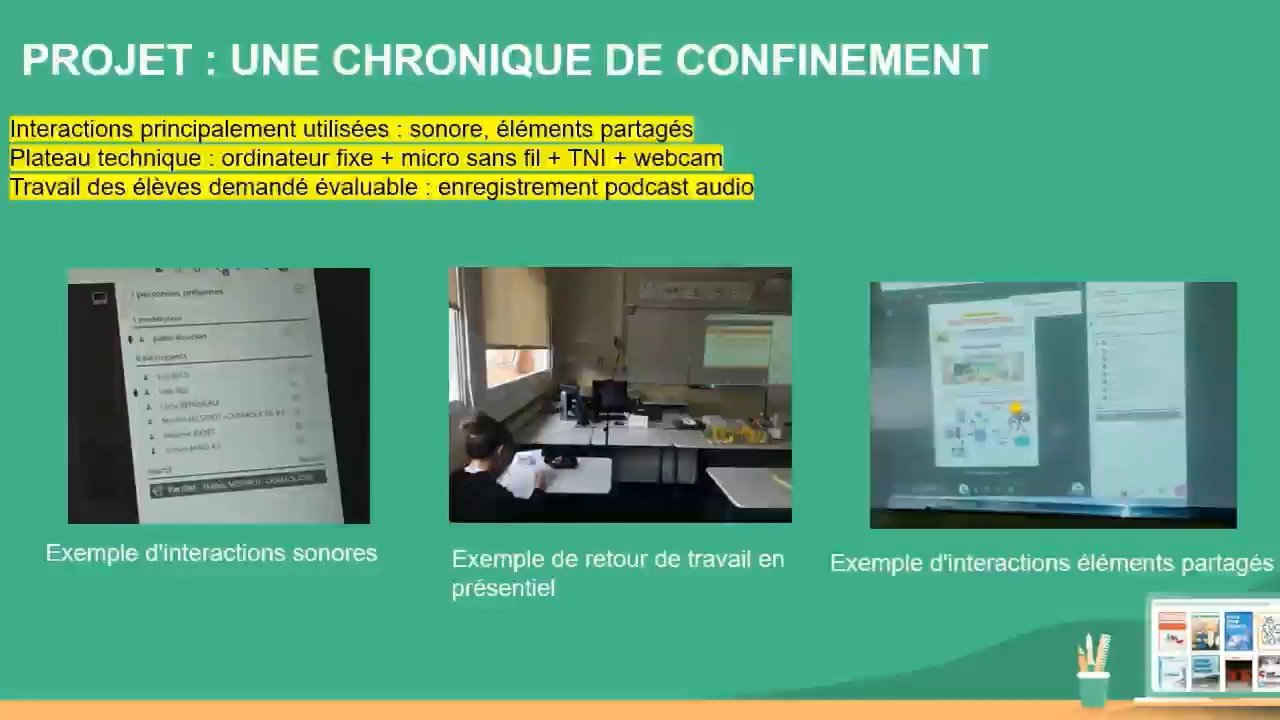 PROJET : UNE CHRONIQUE DE CONFINEMENT
Interactions principalement utilisées : sonore, éléments partagés
Plateau technique : ordinateur fixe + micro sans fil + TNI + webcam
Travail des élèves demandé évaluable : enregistrement podcast audio
personnes présentes
Exemple d'interactions sonores
Exemple de retour de travail en
présentiel
Exemple d'interactions éléments partagés